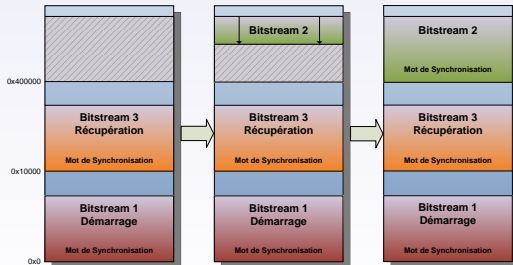 0x400000
0x10000
0x0
Bitstream 3
Récupération
Mot de Synchronisation
Bitstream 1
Démarrage
Mot de Synchronisation
Bitstream 2
Bitstream 3
Récupération
Mot de Synchronisation
Bitstream 1
Démarrage
Mot de Synchronisation
Bitstream 2
Mot de Synchronisation
Bitstream 3
Récupération
Mot de Synchronisation
Bitstream 1
Démarrage
Mot de Synchronisation